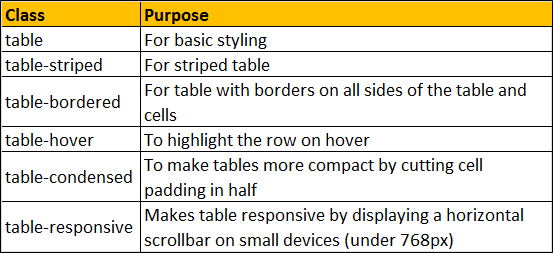 Class Purpose
table For basic styling
table-striped For striped table
table-bordered For table with borders on all sides of the table and
cells
table-hover To highlight the row on hover
table-condensed To make tables more compact by cutting cell
padding in half
table-responsive Makes table responsive by displaying a horizontal
scrollbar on small devices (under 768px)